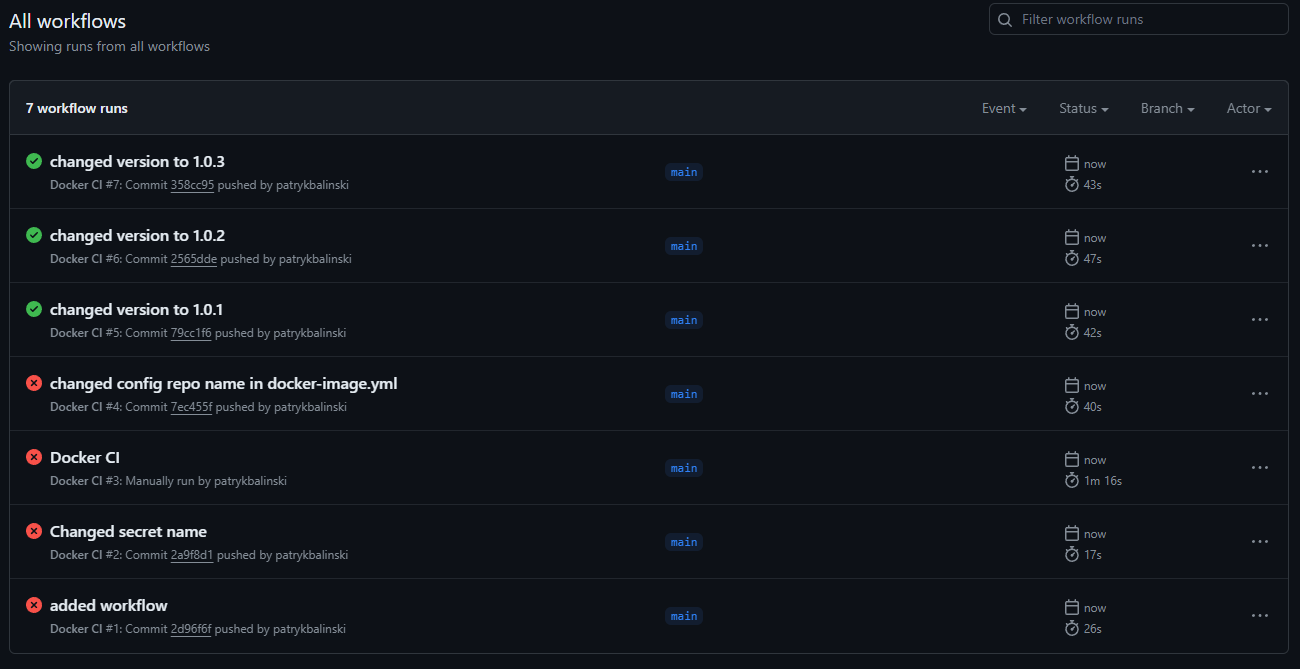 All workflows
Filter workflow runs
Showing runs from all workflows
7 workflow runs Event Status Branch Actor
changed version to 1.0.3
Docker CI #7: Commit 358cc95 pushed by patrykbalinski
main
now
43s
changed version to 1.0.2
Docker CI #6: Commit 2565dde pushed by patrykbalinski
main
now
47s
changed version to 1.0.1
Docker CI #5: Commit 79cc1f6 pushed by patrykbalinski
main
now
42s
changed config repo name in docker-image.yml
Docker CI #4: Commit 7ec455f pushed by patrykbalinski
main
now
40s
Docker CI
Docker CI #3: Manually run by patrykbalinski
main
now
1m 16s
Changed secret name
Docker CI #2: Commit 2a9f8d1 pushed by patrykbalinski
main
now
17s
added workflow
Docker CI #1: Commit 2d96f6f pushed by patrykbalinski
main
now
26s